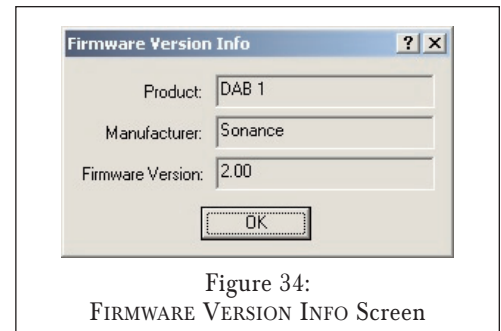 Firmware Version Info ? ×
Product: DAB 1
Manufacturer: Sonance
Firmware Version: 2.00
OK
Figure 34:
FIRMWARE VERSION INFO Screen